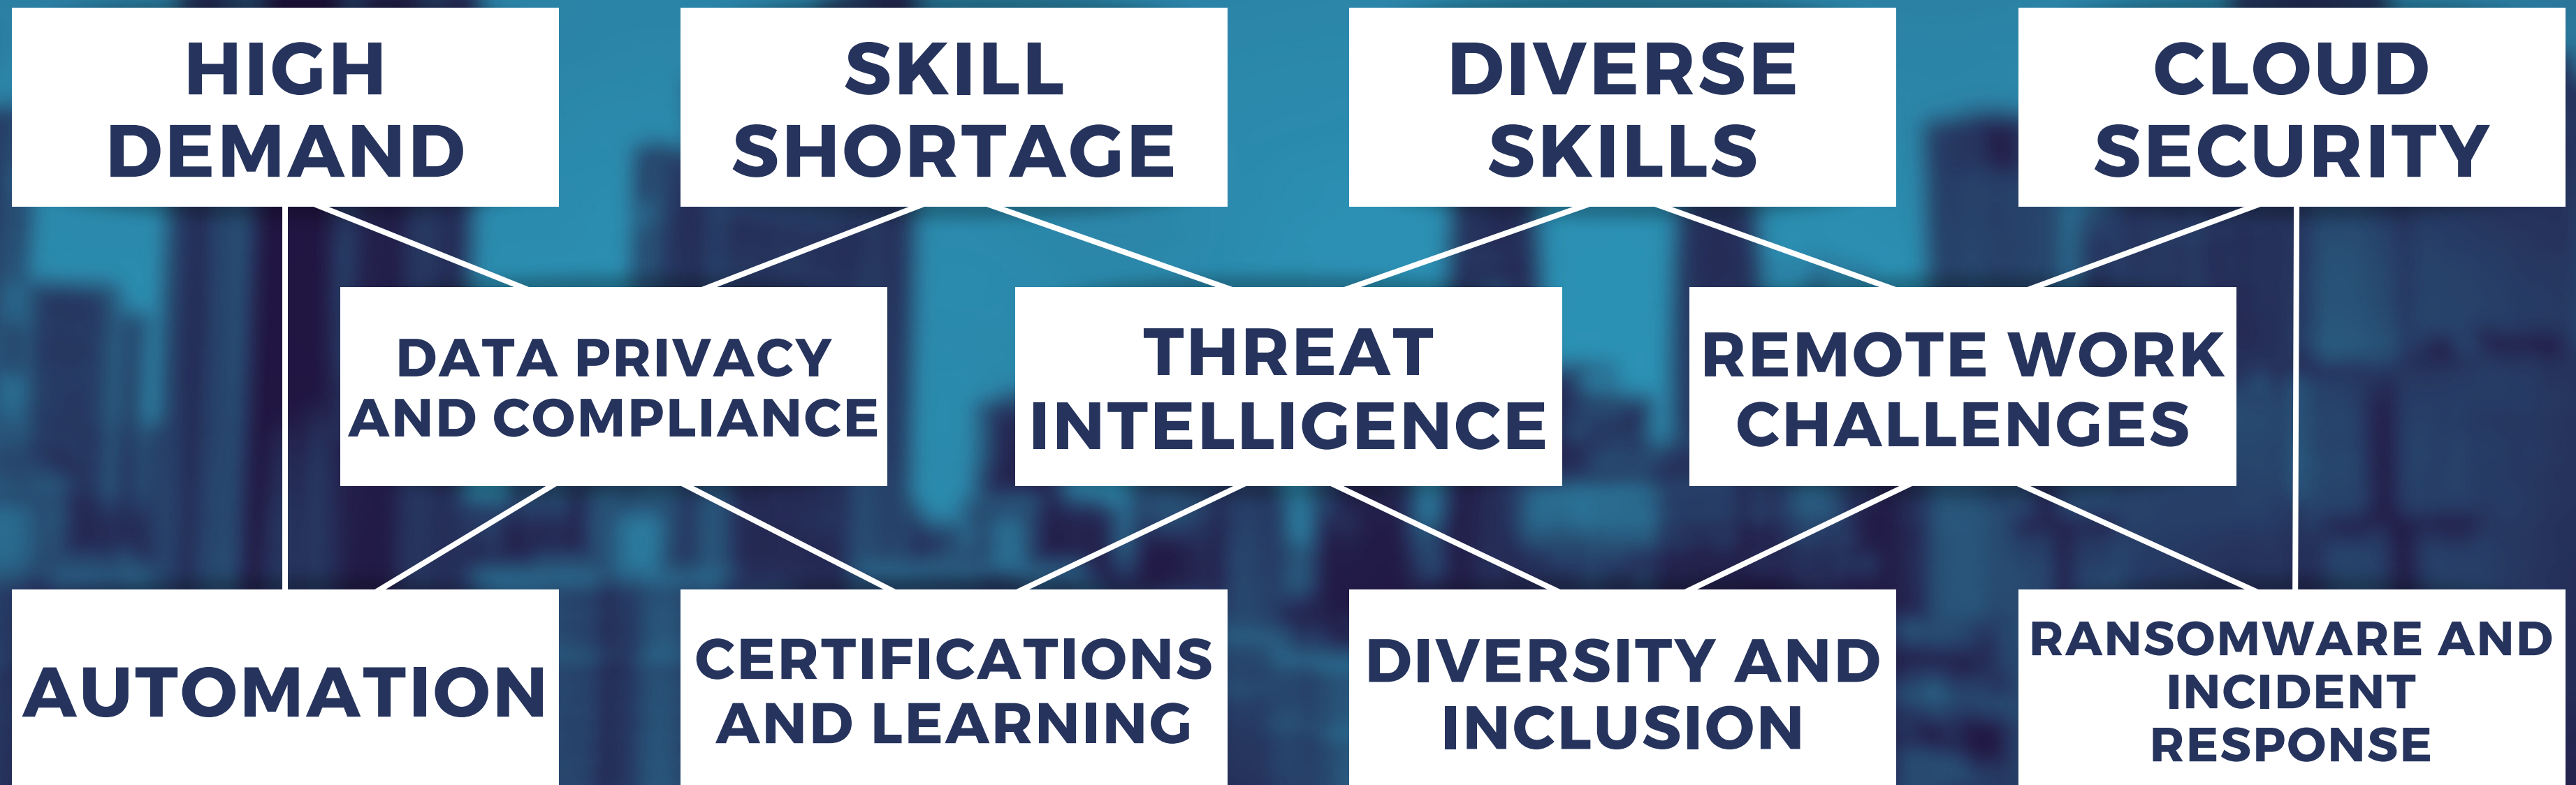 HIGH
DEMAND
SKILL
SHORTAGE
DIVERSE
SKILLS
CLOUD
SECURITY
DATA PRIVACY
AND COMPLIANCE
THREAT
INTELLIGENCE
REMOTE WORK
CHALLENGES
AUTOMATION
CERTIFICATIONS
AND LEARNING
DIVERSITY AND
INCLUSION
RANSOMWARE AND
INCIDENT
RESPONSE